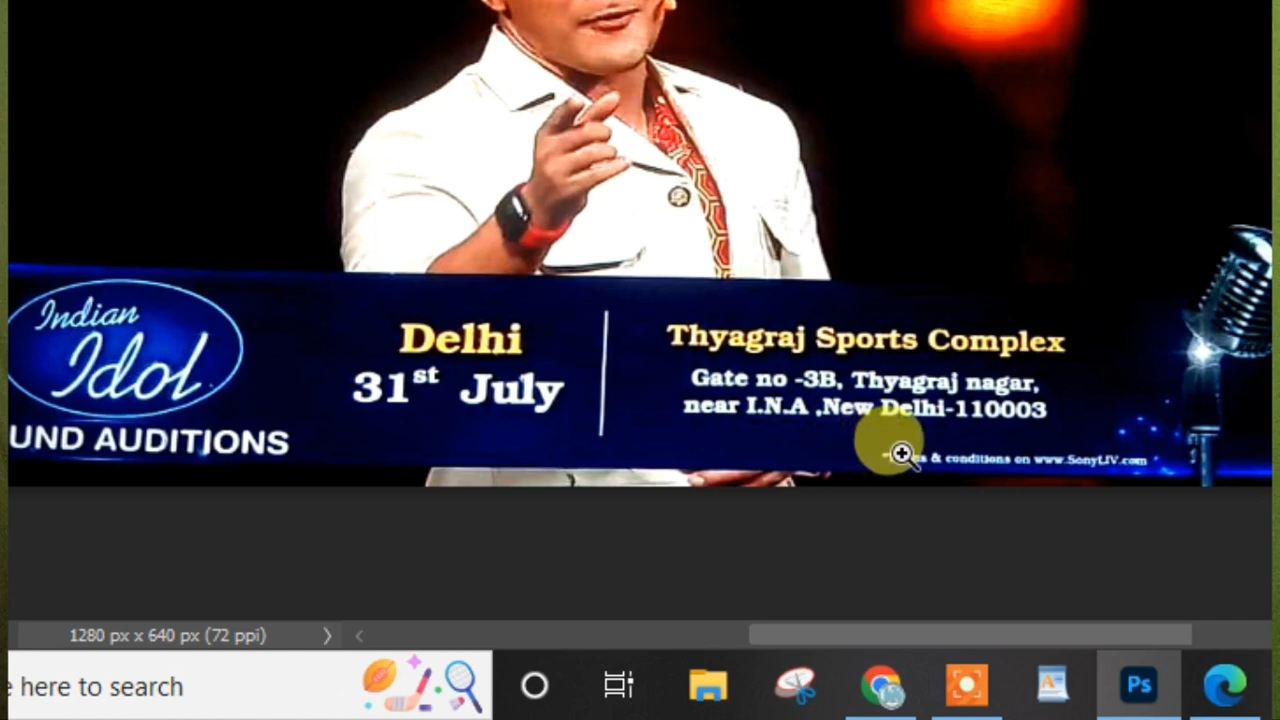 Indian
Idol
UND AUDITIONS
Delhi
31st July
Thyagraj Sports Complex
Gate no -3B, Thyagraj nagar,
near I.N.A ,New Delhi-110003
& conditions on www.SonyLIV.com
1280 px x 640 px (72 ppi)
e here to search
Ps